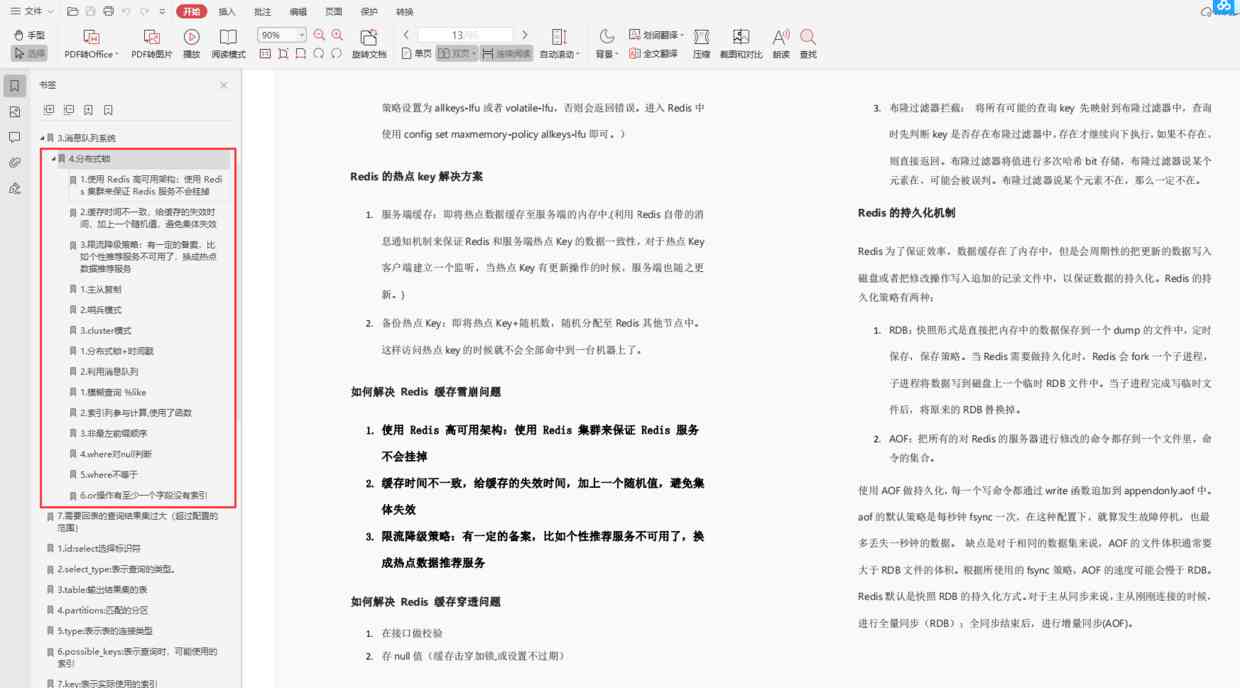 文件
开始
插入
批注
编辑
页面
保护
转换
手型
选择
PDF转Office
PDF转图片
播放
阅读模式
90%
旋转文档
13
单页
双页
连续阅读
自动滚动
背景
划词翻译
全文翻译
压缩
截图和对比
朗读
查找
书签
3.消息队列系统
4.分布式锁
1.使用 Redis 高可用架构：使用 Redi
s 集群来保证 Redis 服务不会挂掉
2.缓存时间不一致，给缓存的失效时
间，加上一个随机值，避免集体失效
3.限流降级策略：有一定的备案，比
如个性推荐服务不可用了，换成热点
数据推荐服务
1.主从复制
2.哨兵模式
3.cluster模式
1.分布式锁+时间戳
2.利用消息队列
1.模糊查询 %like
2.索引列参与计算,使用了函数
3.非最左前缀顺序
4.where对null判断
5.where不等于
6.or操作有至少一个字段没有索引
7.需要回表的查询结果集过大（超过配置的
范围）
1.id:select选择标识符
2.select_type:表示查询的类型。
3.table:输出结果集的表
4.partitions:匹配的分区
5.type:表示表的连接类型
6.possible_keys:表示查询时，可能使用的
索引
7.key:表示实际使用的索引
策略设置为 allkeys-lfu 或者 volatile-lfu，否则会返回错误。进入 Redis 中
使用 config set maxmemory-policy allkeys-lfu 即可。）
Redis 的热点 key 解决方案
1. 服务端缓存：即将热点数据缓存至服务端的内存中.(利用 Redis 自带的消
息通知机制来保证 Redis 和服务端热点 Key 的数据一致性，对于热点 Key
客户端建立一个监听，当热点 Key 有更新操作的时候，服务端也随之更
新。)
2. 备份热点 Key：即将热点 Key+随机数，随机分配至 Redis 其他节点中。
这样访问热点 key 的时候就不会全部命中到一台机器上了。
如何解决 Redis 缓存雪崩问题
1. 使用 Redis 高可用架构：使用 Redis 集群来保证 Redis 服务
不会挂掉
2. 缓存时间不一致，给缓存的失效时间，加上一个随机值，避免集
体失效
3. 限流降级策略：有一定的备案，比如个性推荐服务不可用了，换
成热点数据推荐服务
如何解决 Redis 缓存穿透问题
1. 在接口做校验
2. 存 null 值（缓存击穿加锁,或设置不过期）
3. 布隆过滤器拦截： 将所有可能的查询 key 先映射到布隆过滤器中，查询
时先判断 key 是否存在布隆过滤器中，存在才继续向下执行，如果不存在，
则直接返回。布隆过滤器将值进行多次哈希 bit 存储，布隆过滤器说某个
元素在，可能会被误判。布隆过滤器说某个元素不在，那么一定不在。
Redis 的持久化机制
Redis 为了保证效率，数据缓存在了内存中，但是会周期性的把更新的数据写入
磁盘或者把修改操作写入追加的记录文件中，以保证数据的持久化。Redis 的持
久化策略有两种：
1. RDB：快照形式是直接把内存中的数据保存到一个 dump 的文件中，定时
保存，保存策略。当 Redis 需要做持久化时，Redis 会 fork 一个子进程，
子进程将数据写到磁盘上一个临时 RDB 文件中。当子进程完成写临时文
件后，将原来的 RDB 替换掉。
2. AOF：把所有的对 Redis 的服务器进行修改的命令都存到一个文件里，命
令的集合。
使用 AOF 做持久化，每一个写命令都通过 write 函数追加到 appendonly.aof 中。
aof 的默认策略是每秒钟 fsync 一次，在这种配置下，就算发生故障停机，也最
多丢失一秒钟的数据。 缺点是对于相同的数据集来说，AOF 的文件体积通常要
大于 RDB 文件的体积。根据所使用的 fsync 策略，AOF 的速度可能会慢于 RDB。
Redis 默认是快照 RDB 的持久化方式。对于主从同步来说，主从刚刚连接的时候，
进行全量同步（RDB）；全同步结束后，进行增量同步(AOF)。